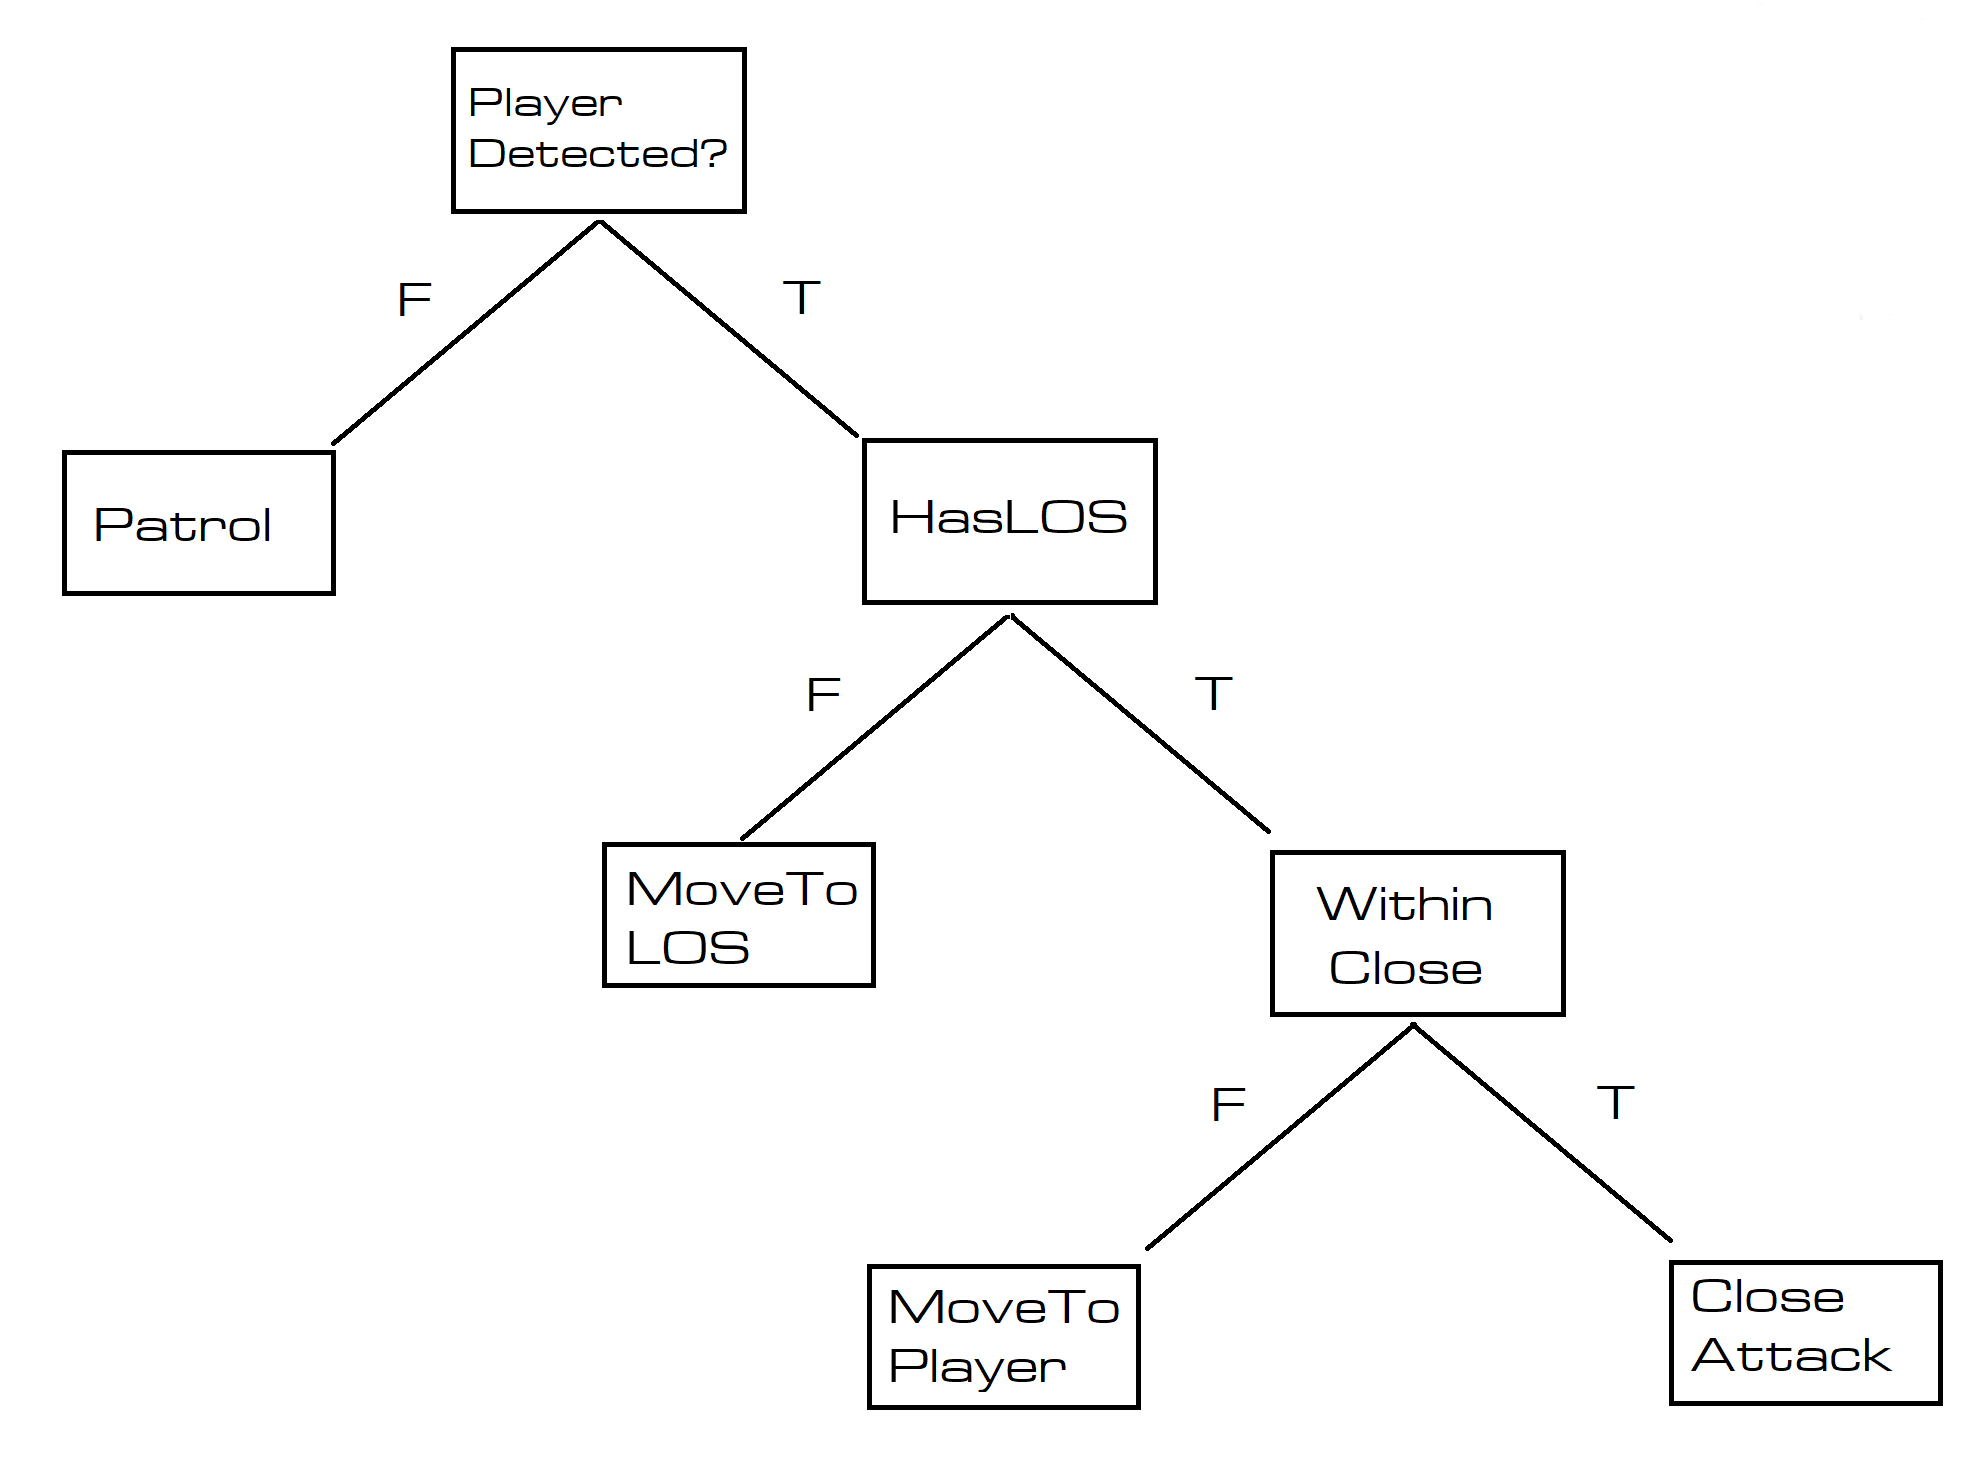 Player
Detected?
F
T
Patrol
HasLOS
F
T
MoveTo
LOS
Within
Close
F
T
MoveTo
Player
Close
Attack